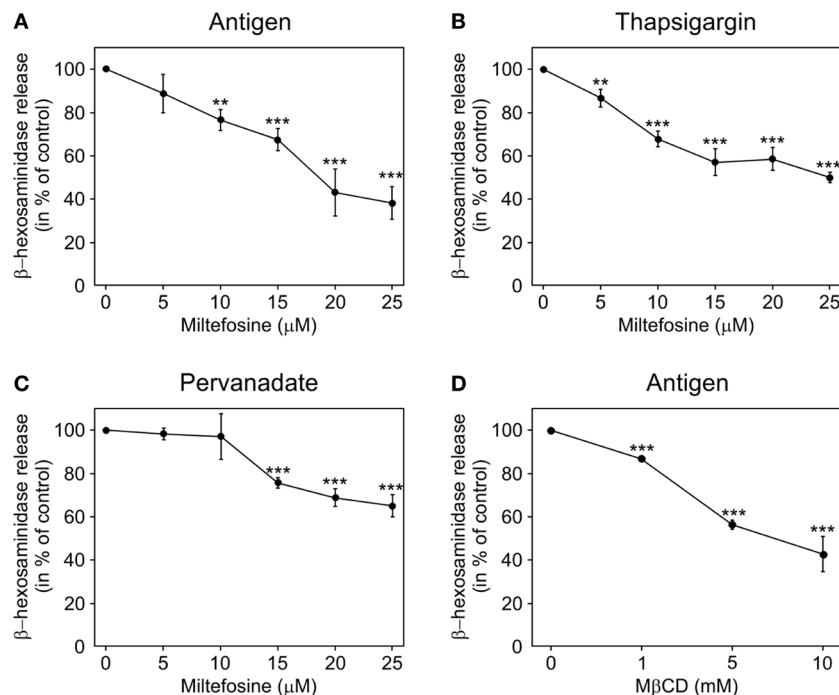 A
Antigen
β–hexosaminidase release
(in % of control)
100
80
60
40
20
0
**
***
***
***
0 5 10 15 20 25
Miltefosine (μM)
B
Thapsigargin
β–hexosaminidase release
(in % of control)
100
80
60
40
20
0
**
***
***
***
***
0 5 10 15 20 25
Miltefosine (μM)
C
Pervanadate
β–hexosaminidase release
(in % of control)
100
80
60
40
20
0
***
***
***
0 5 10 15 20 25
Miltefosine (μM)
D
Antigen
β–hexosaminidase release
(in % of control)
100
80
60
40
20
0
***
***
***
0 1 5 10
MβCD (mM)